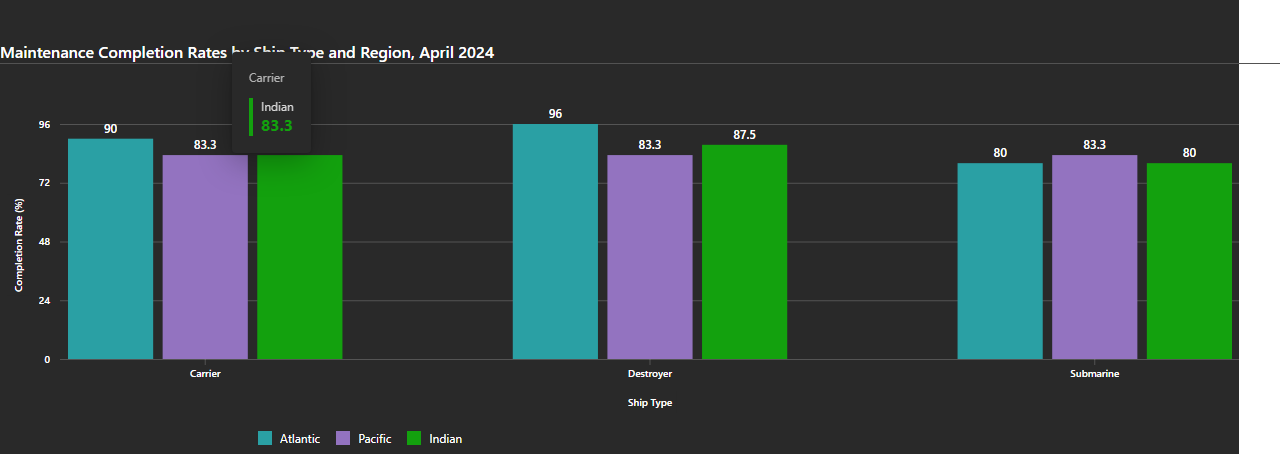 Maintenance Completion Rates by Ship Type and Region, April 2024
Carrier
Indian
83.3
96
72
48
24
0
Completion Rate (%)
90
83.3
96
83.3
87.5
80
83.3
80
Carrier
Destroyer
Submarine
Ship Type
Atlantic
Pacific
Indian